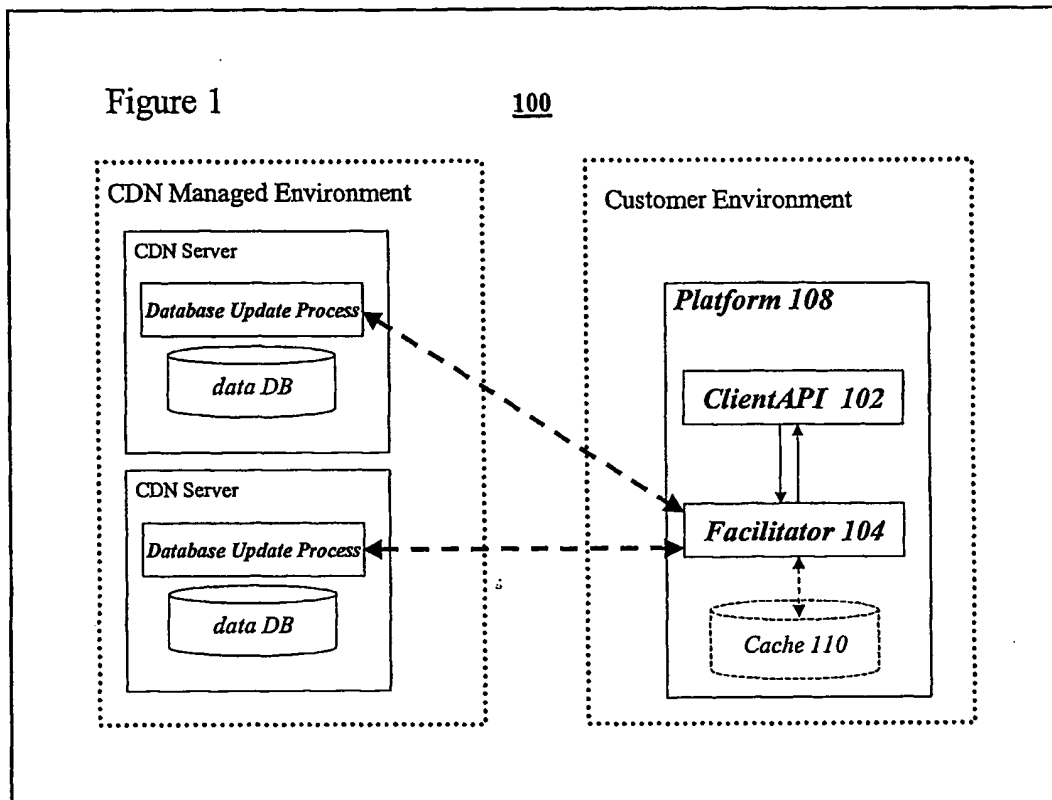 Figure 1
100
CDN Managed Environment
CDN Server
Database Update Process
data DB
CDN Server
Database Update Process
data DB
Customer Environment
Platform 108
ClientAPI 102
Facilitator 104
Cache 110